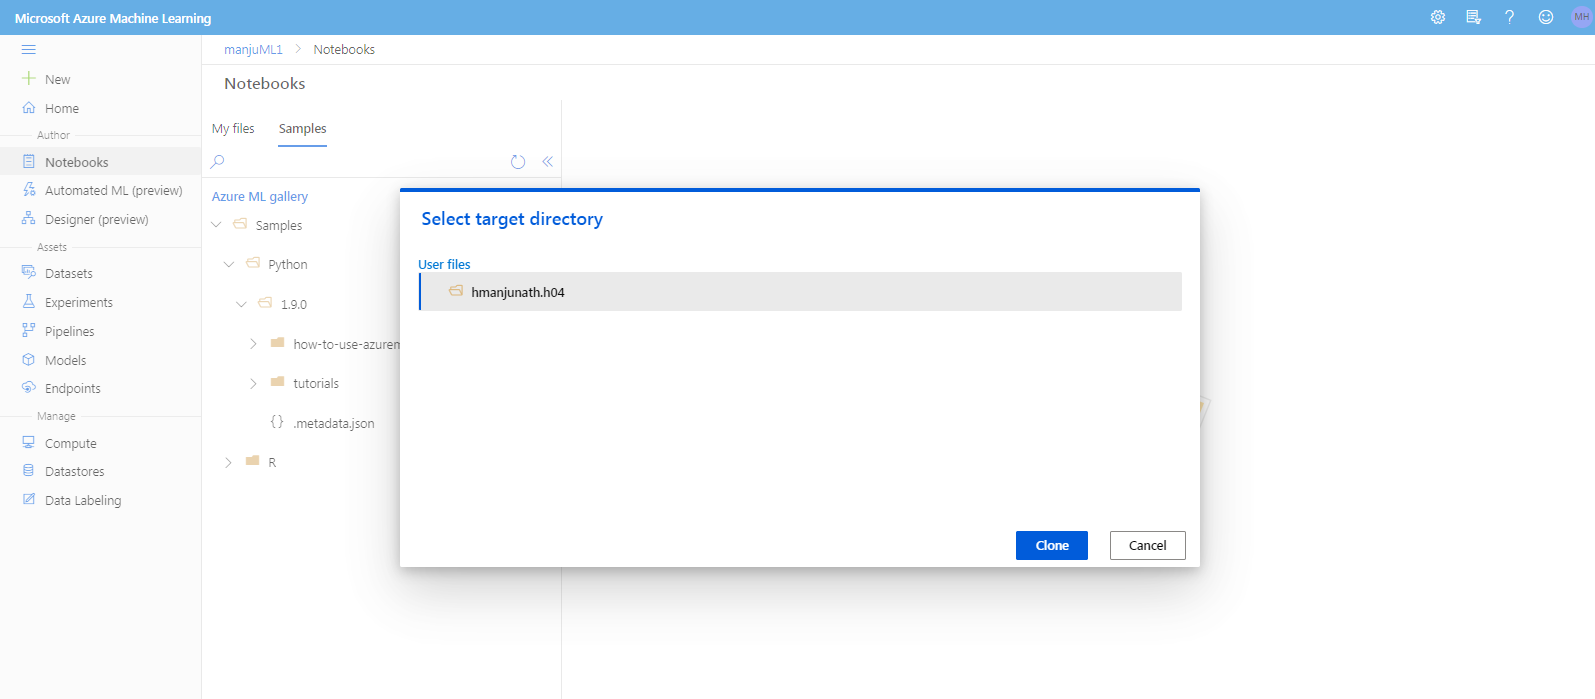 Microsoft Azure Machine Learning
MH
manjuML1 > Notebooks
New
Home
Author
Notebooks
Automated ML (preview)
Designer (preview)
Assets
Datasets
Experiments
Pipelines
Models
Endpoints
Manage
Compute
Datastores
Data Labeling
Notebooks
My files Samples
Azure ML gallery
Samples
Python
1.9.0
how-to-use-azurem
tutorials
{} .metadata.json
R
Select target directory
User files
hmanjunath.h04
Clone Cancel